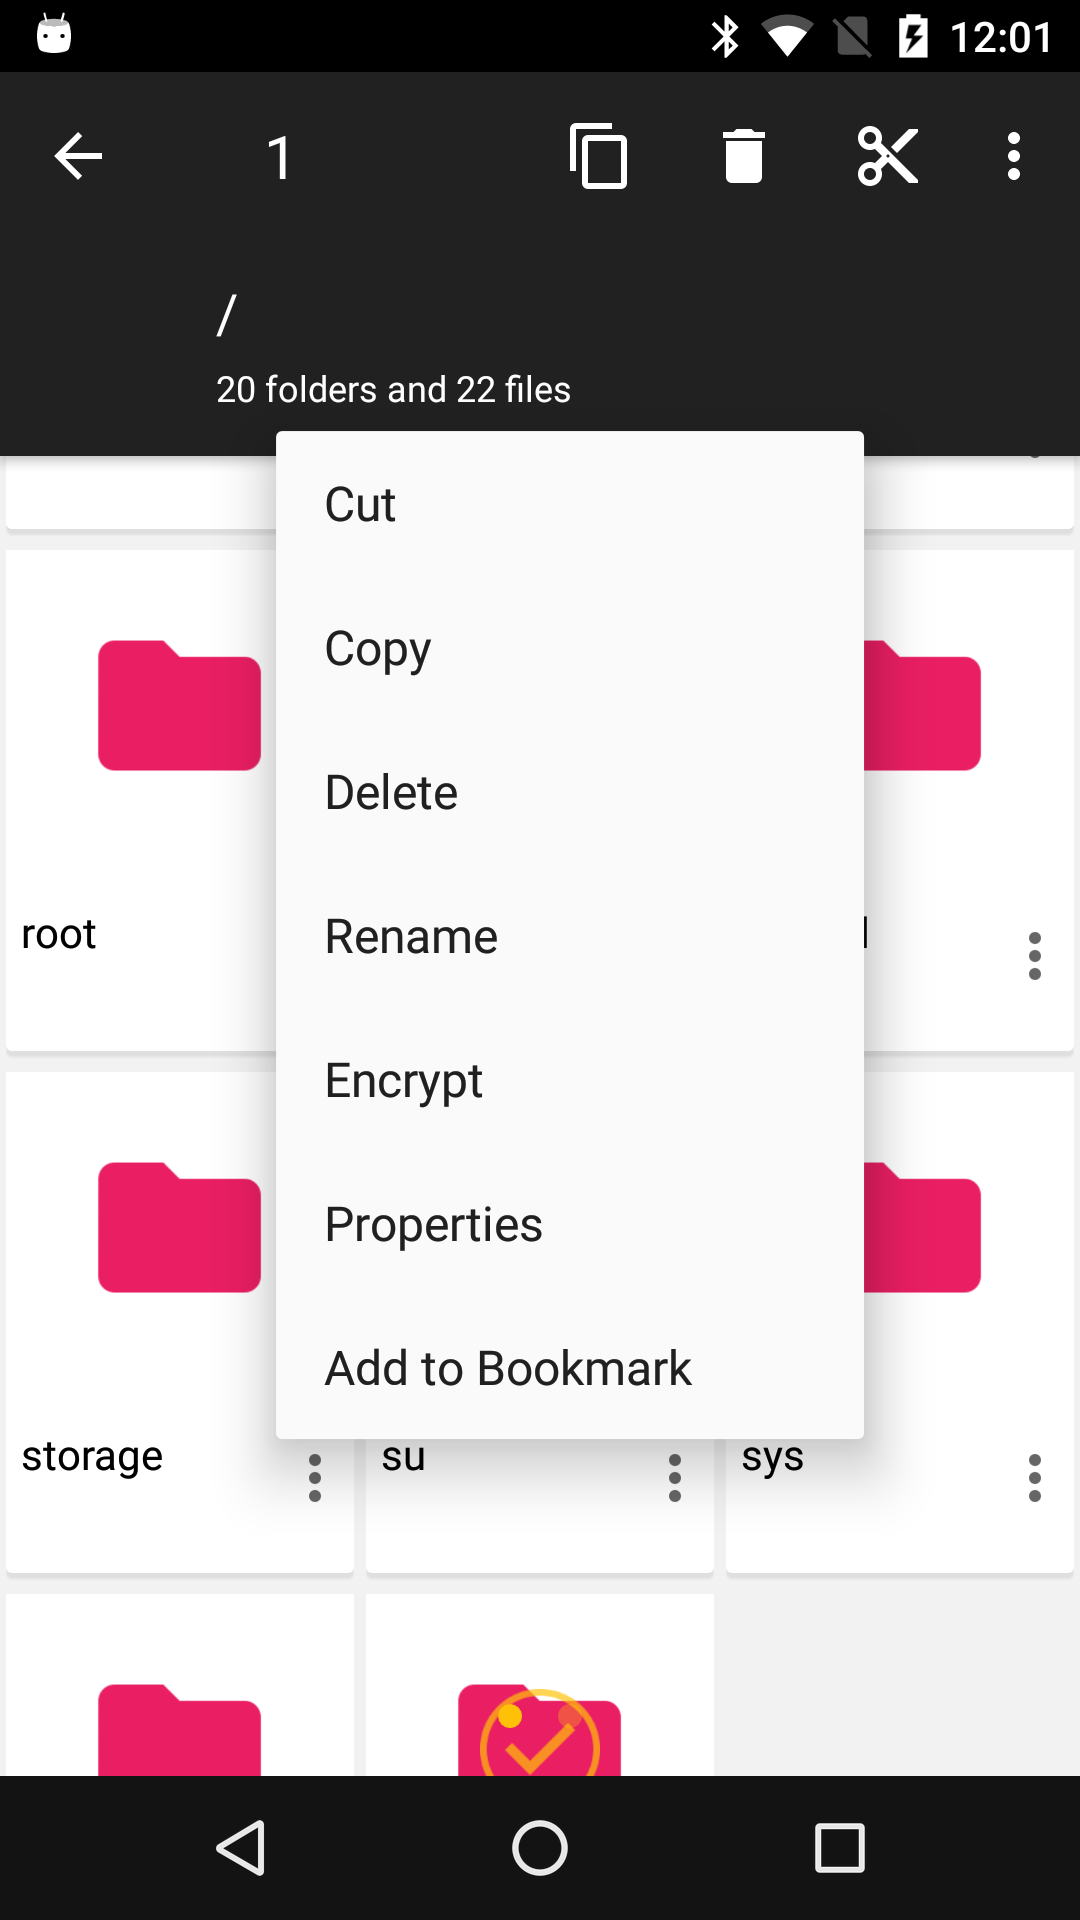 12:01
1
/
20 folders and 22 files
Cut
Copy
Delete
Rename
root
Encrypt
Properties
Add to Bookmark
storage
su
sys